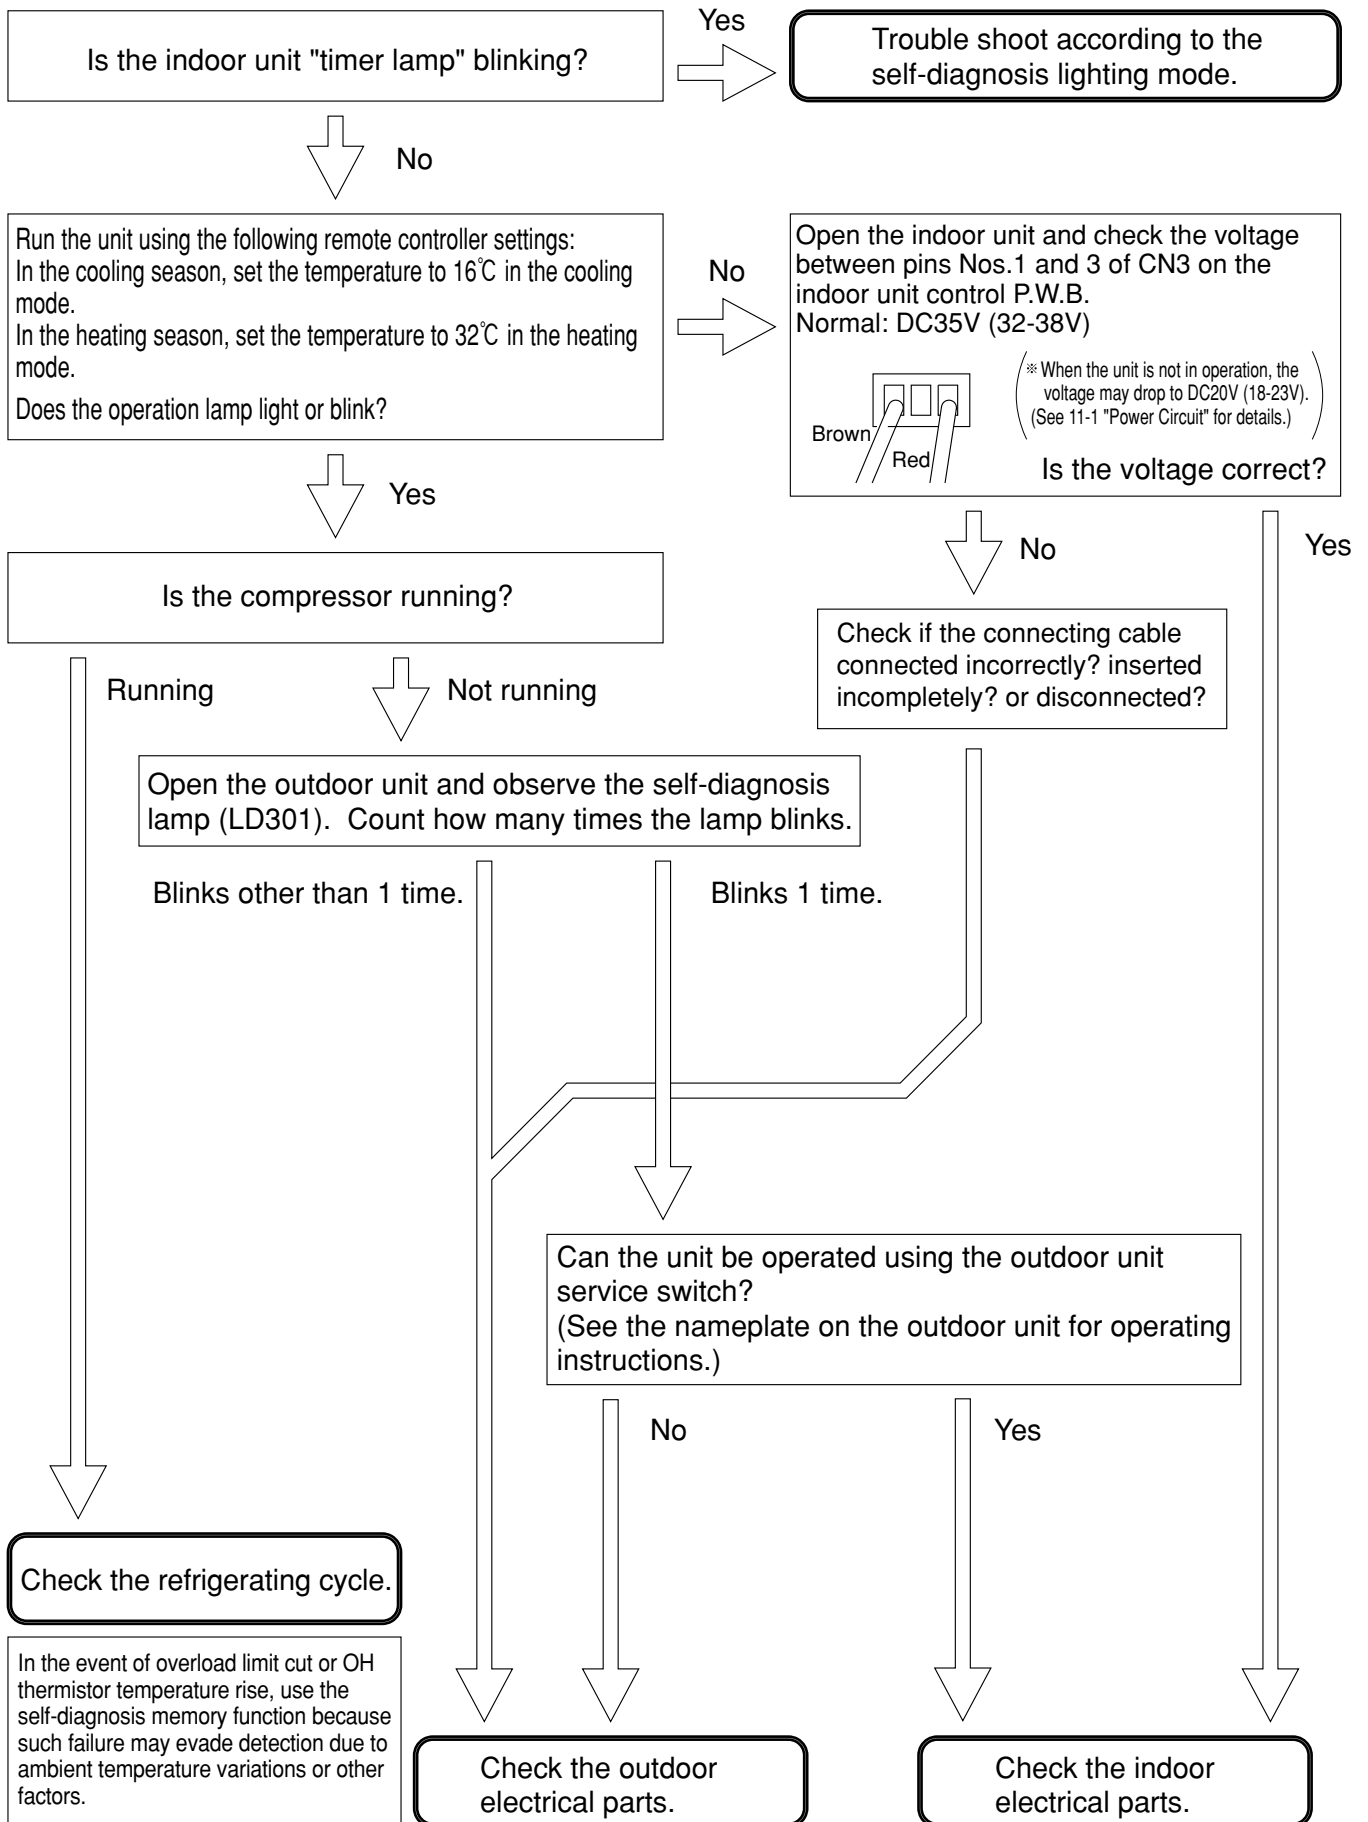 Is the indoor unit "timer lamp" blinking?
Yes
Trouble shoot according to the
self-diagnosis lighting mode.
No
Run the unit using the following remote controller settings:
In the cooling season, set the temperature to 16℃ in the cooling
mode.
In the heating season, set the temperature to 32℃ in the heating
mode.
Does the operation lamp light or blink?
No
Open the indoor unit and check the voltage
between pins Nos.1 and 3 of CN3 on the
indoor unit control P.W.B.
Normal: DC35V (32-38V)
※ When the unit is not in operation, the
voltage may drop to DC20V (18-23V).
(See 11-1 "Power Circuit" for details.)
Brown
Red
Is the voltage correct?
Yes
No
Yes
Is the compressor running?
Check if the connecting cable
connected incorrectly? inserted
incompletely? or disconnected?
Running
Not running
Open the outdoor unit and observe the self-diagnosis
lamp (LD301).  Count how many times the lamp blinks.
Blinks other than 1 time.
Blinks 1 time.
Can the unit be operated using the outdoor unit
service switch?
(See the nameplate on the outdoor unit for operating
instructions.)
No
Yes
Check the refrigerating cycle.
In the event of overload limit cut or OH
thermistor temperature rise, use the
self-diagnosis memory function because
such failure may evade detection due to
ambient temperature variations or other
factors.
Check the outdoor
electrical parts.
Check the indoor
electrical parts.